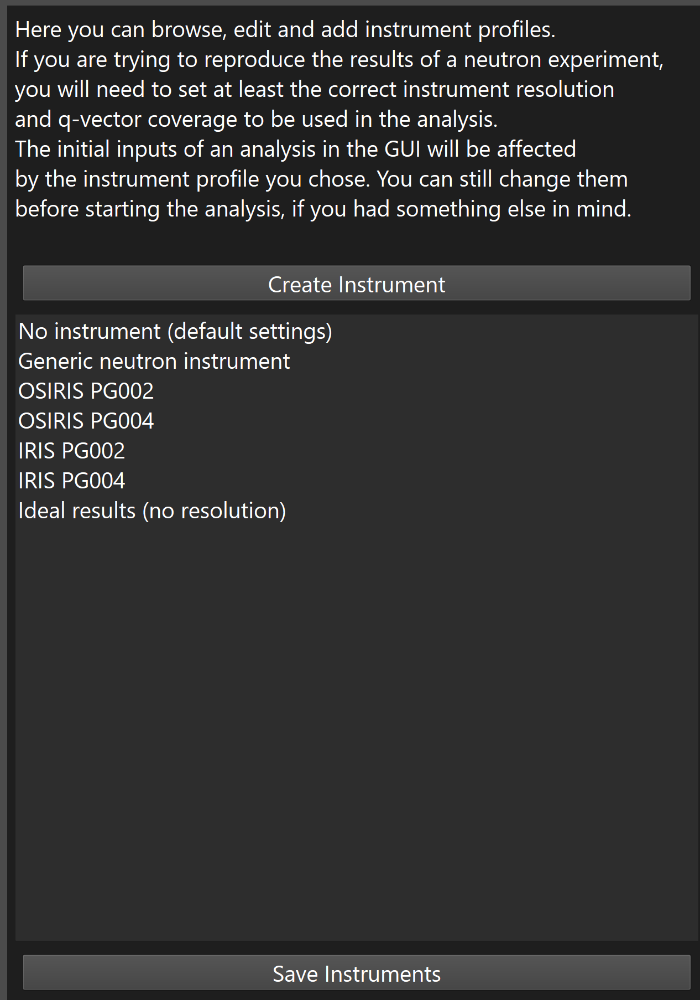 Here you can browse, edit and add instrument profiles.
If you are trying to reproduce the results of a neutron experiment,
you will need to set at least the correct instrument resolution
and q-vector coverage to be used in the analysis.
The initial inputs of an analysis in the GUI will be affected
by the instrument profile you chose. You can still change them
before starting the analysis, if you had something else in mind.
Create Instrument
No instrument (default settings)
Generic neutron instrument
OSIRIS PG002
OSIRIS PG004
IRIS PG002
IRIS PG004
Ideal results (no resolution)
Save Instruments